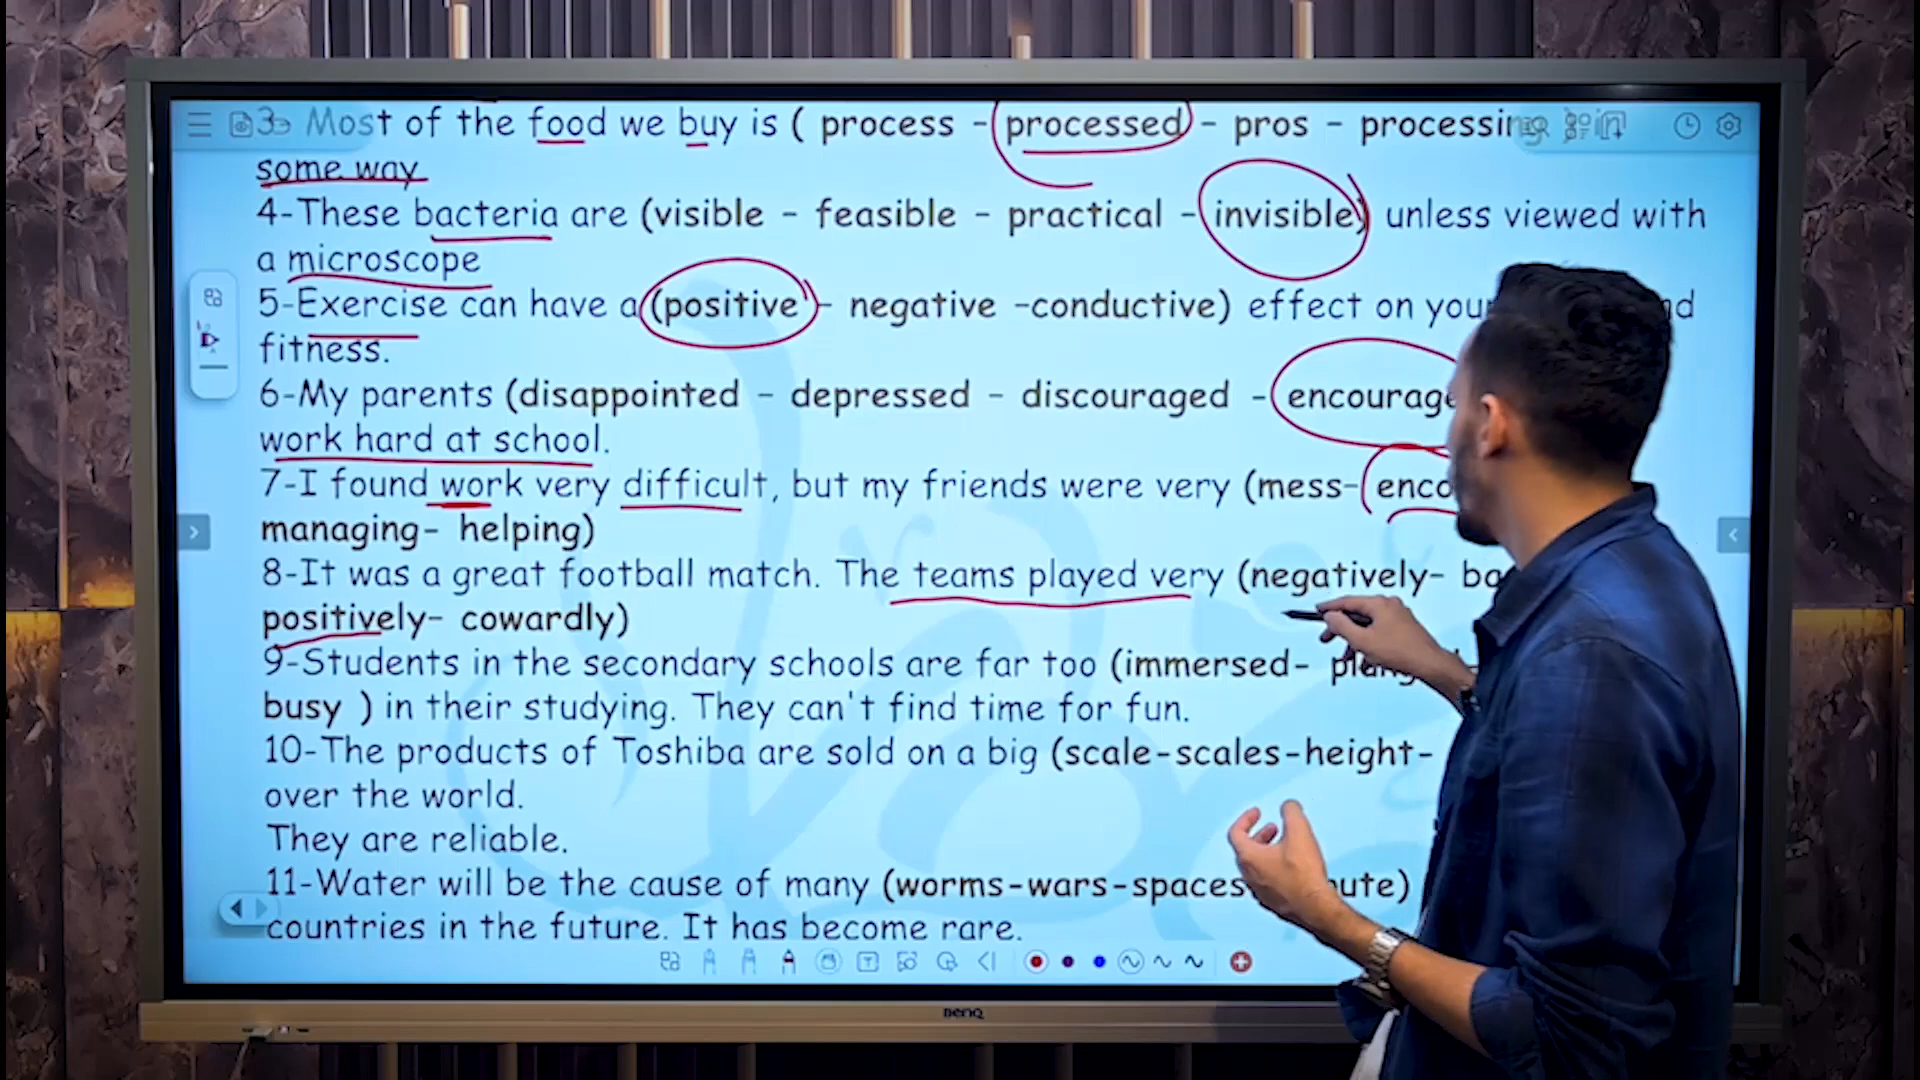 3- Most of the food we buy is ( process - processed - pros - processing
some way
4-These bacteria are (visible - feasible - practical - invisible) unless viewed with
a microscope
5-Exercise can have a (positive - negative -conductive) effect on your
fitness.
6-My parents (disappointed - depressed - discouraged -
work hard at school.
7-I found work very difficult, but my friends were very (mess-
managing- helping)
8-It was a great football match. The teams played very (negatively-
positively- cowardly)
9-Students in the secondary schools are far too (immersed-
busy ) in their studying. They can't find time for fun.
10-The products of Toshiba are sold on a big (scale-scales-height-
over the world.
They are reliable.
11-Water will be the cause of many (worms-wars-spaces
countries in the future. It has become rare.
BenQ